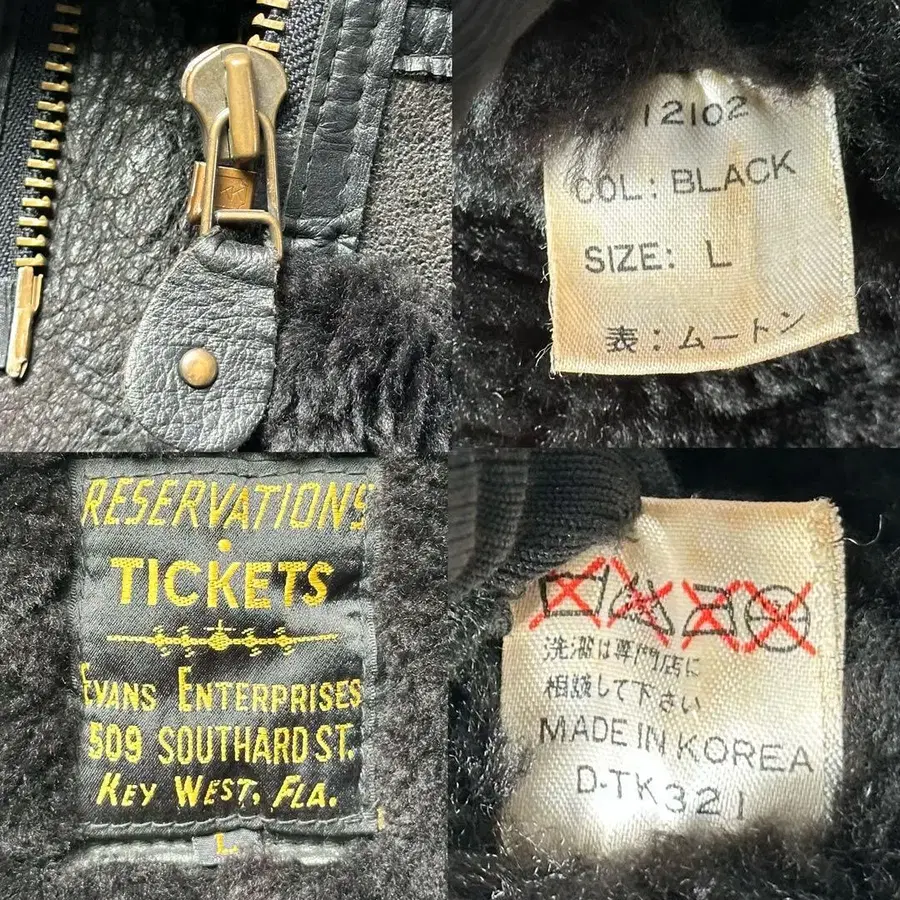 12102
COL: BLACK
SIZE: L
表: ムートン
RESERVATIONS
TICKETS
EVANS ENTERPRISES
509 SOUTHARD ST.
KEY WEST, FLA.
L
洗濯は専門店に
相談して下さい
MADE IN KOREA
D-TK321